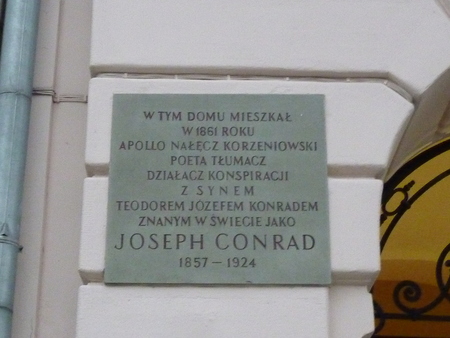 W TYM DOMU MIESZKAŁ
W 1861 ROKU
APOLLO NAŁĘCZ KORZENIOWSKI
POETA TŁUMACZ
DZIAŁACZ KONSPIRACJI
Z SYNEM
TEODOREM JÓZEFEM KONRADEM
ZNANYM W ŚWIECIE JAKO
JOSEPH CONRAD
1857 – 1924